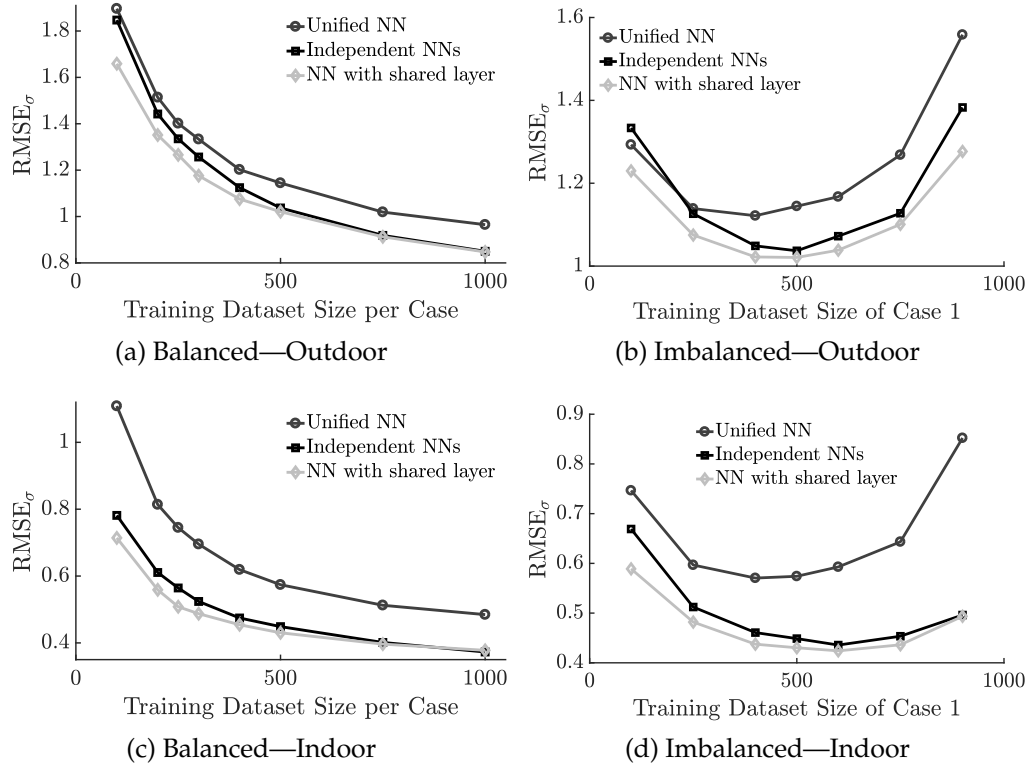 1.8
1.6
1.4
1.2
1
0.8
RMSEσ
Unified NN
Independent NNs
NN with shared layer
0 500 1000
Training Dataset Size per Case
(a) Balanced—Outdoor
1.6
1.4
1.2
1
RMSEσ
Unified NN
Independent NNs
NN with shared layer
0 500 1000
Training Dataset Size of Case 1
(b) Imbalanced—Outdoor
1
0.8
0.6
0.4
RMSEσ
Unified NN
Independent NNs
NN with shared layer
0 500 1000
Training Dataset Size per Case
(c) Balanced—Indoor
0.9
0.8
0.7
0.6
0.5
0.4
RMSEσ
Unified NN
Independent NNs
NN with shared layer
0 500 1000
Training Dataset Size of Case 1
(d) Imbalanced—Indoor